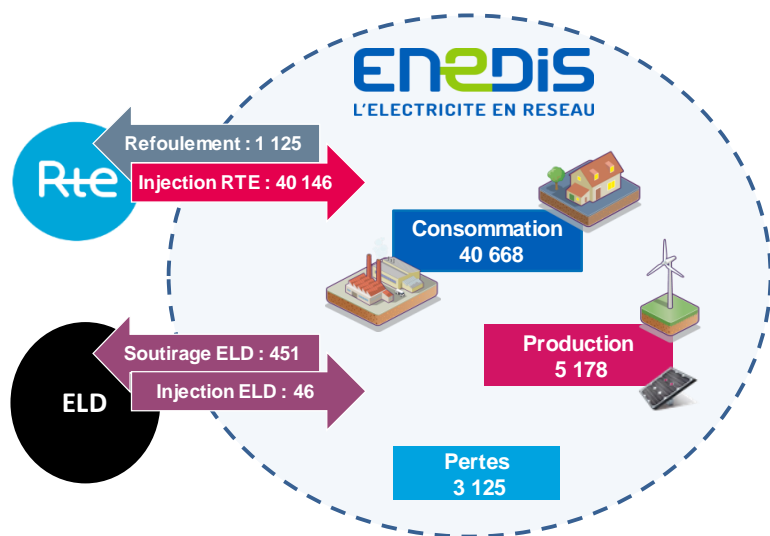 ENEDIS
L'ELECTRICITE EN RESEAU
Rte
Refoulement : 1 125
Injection RTE : 40 146
Consommation
40 668
Production
5 178
ELD
Soutirage ELD : 451
Injection ELD : 46
Pertes
3 125